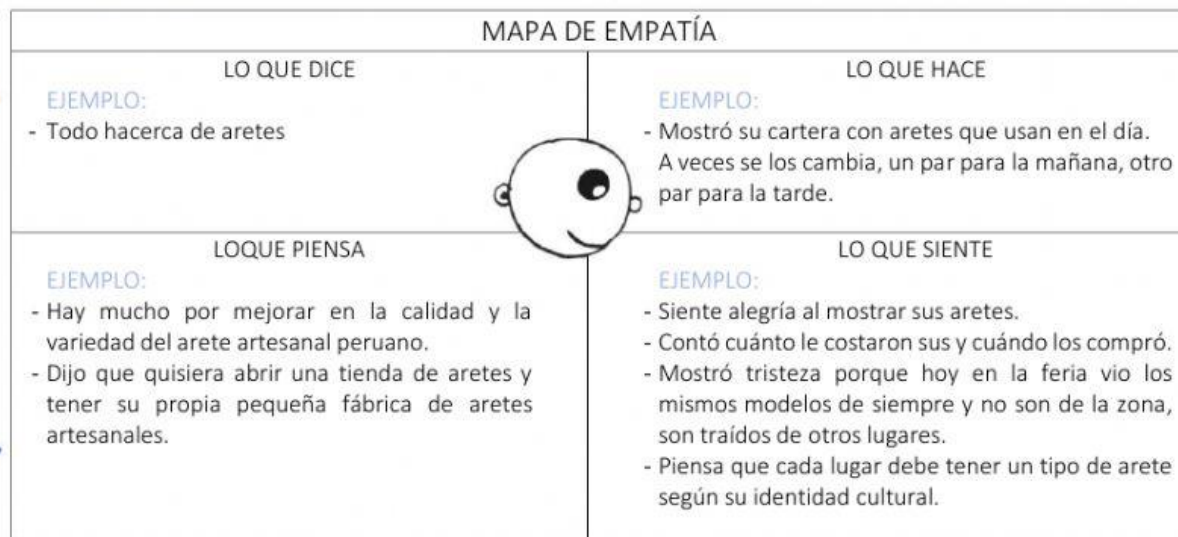 MAPA DE EMPATÍA
LO QUE DICE
EJEMPLO:
- Todo hacerca de aretes
LO QUE HACE
EJEMPLO:
- Mostró su cartera con aretes que usan en el día.
A veces se los cambia, un par para la mañana, otro
par para la tarde.
LOQUE PIENSA
EJEMPLO:
- Hay mucho por mejorar en la calidad y la
variedad del arete artesanal peruano.
- Dijo que quisiera abrir una tienda de aretes y
tener su propia pequeña fábrica de aretes
artesanales.
LO QUE SIENTE
EJEMPLO:
- Siente alegría al mostrar sus aretes.
- Contó cuánto le costaron sus y cuándo los compró.
- Mostró tristeza porque hoy en la feria vio los
mismos modelos de siempre y no son de la zona,
son traídos de otros lugares.
- Piensa que cada lugar debe tener un tipo de arete
según su identidad cultural.